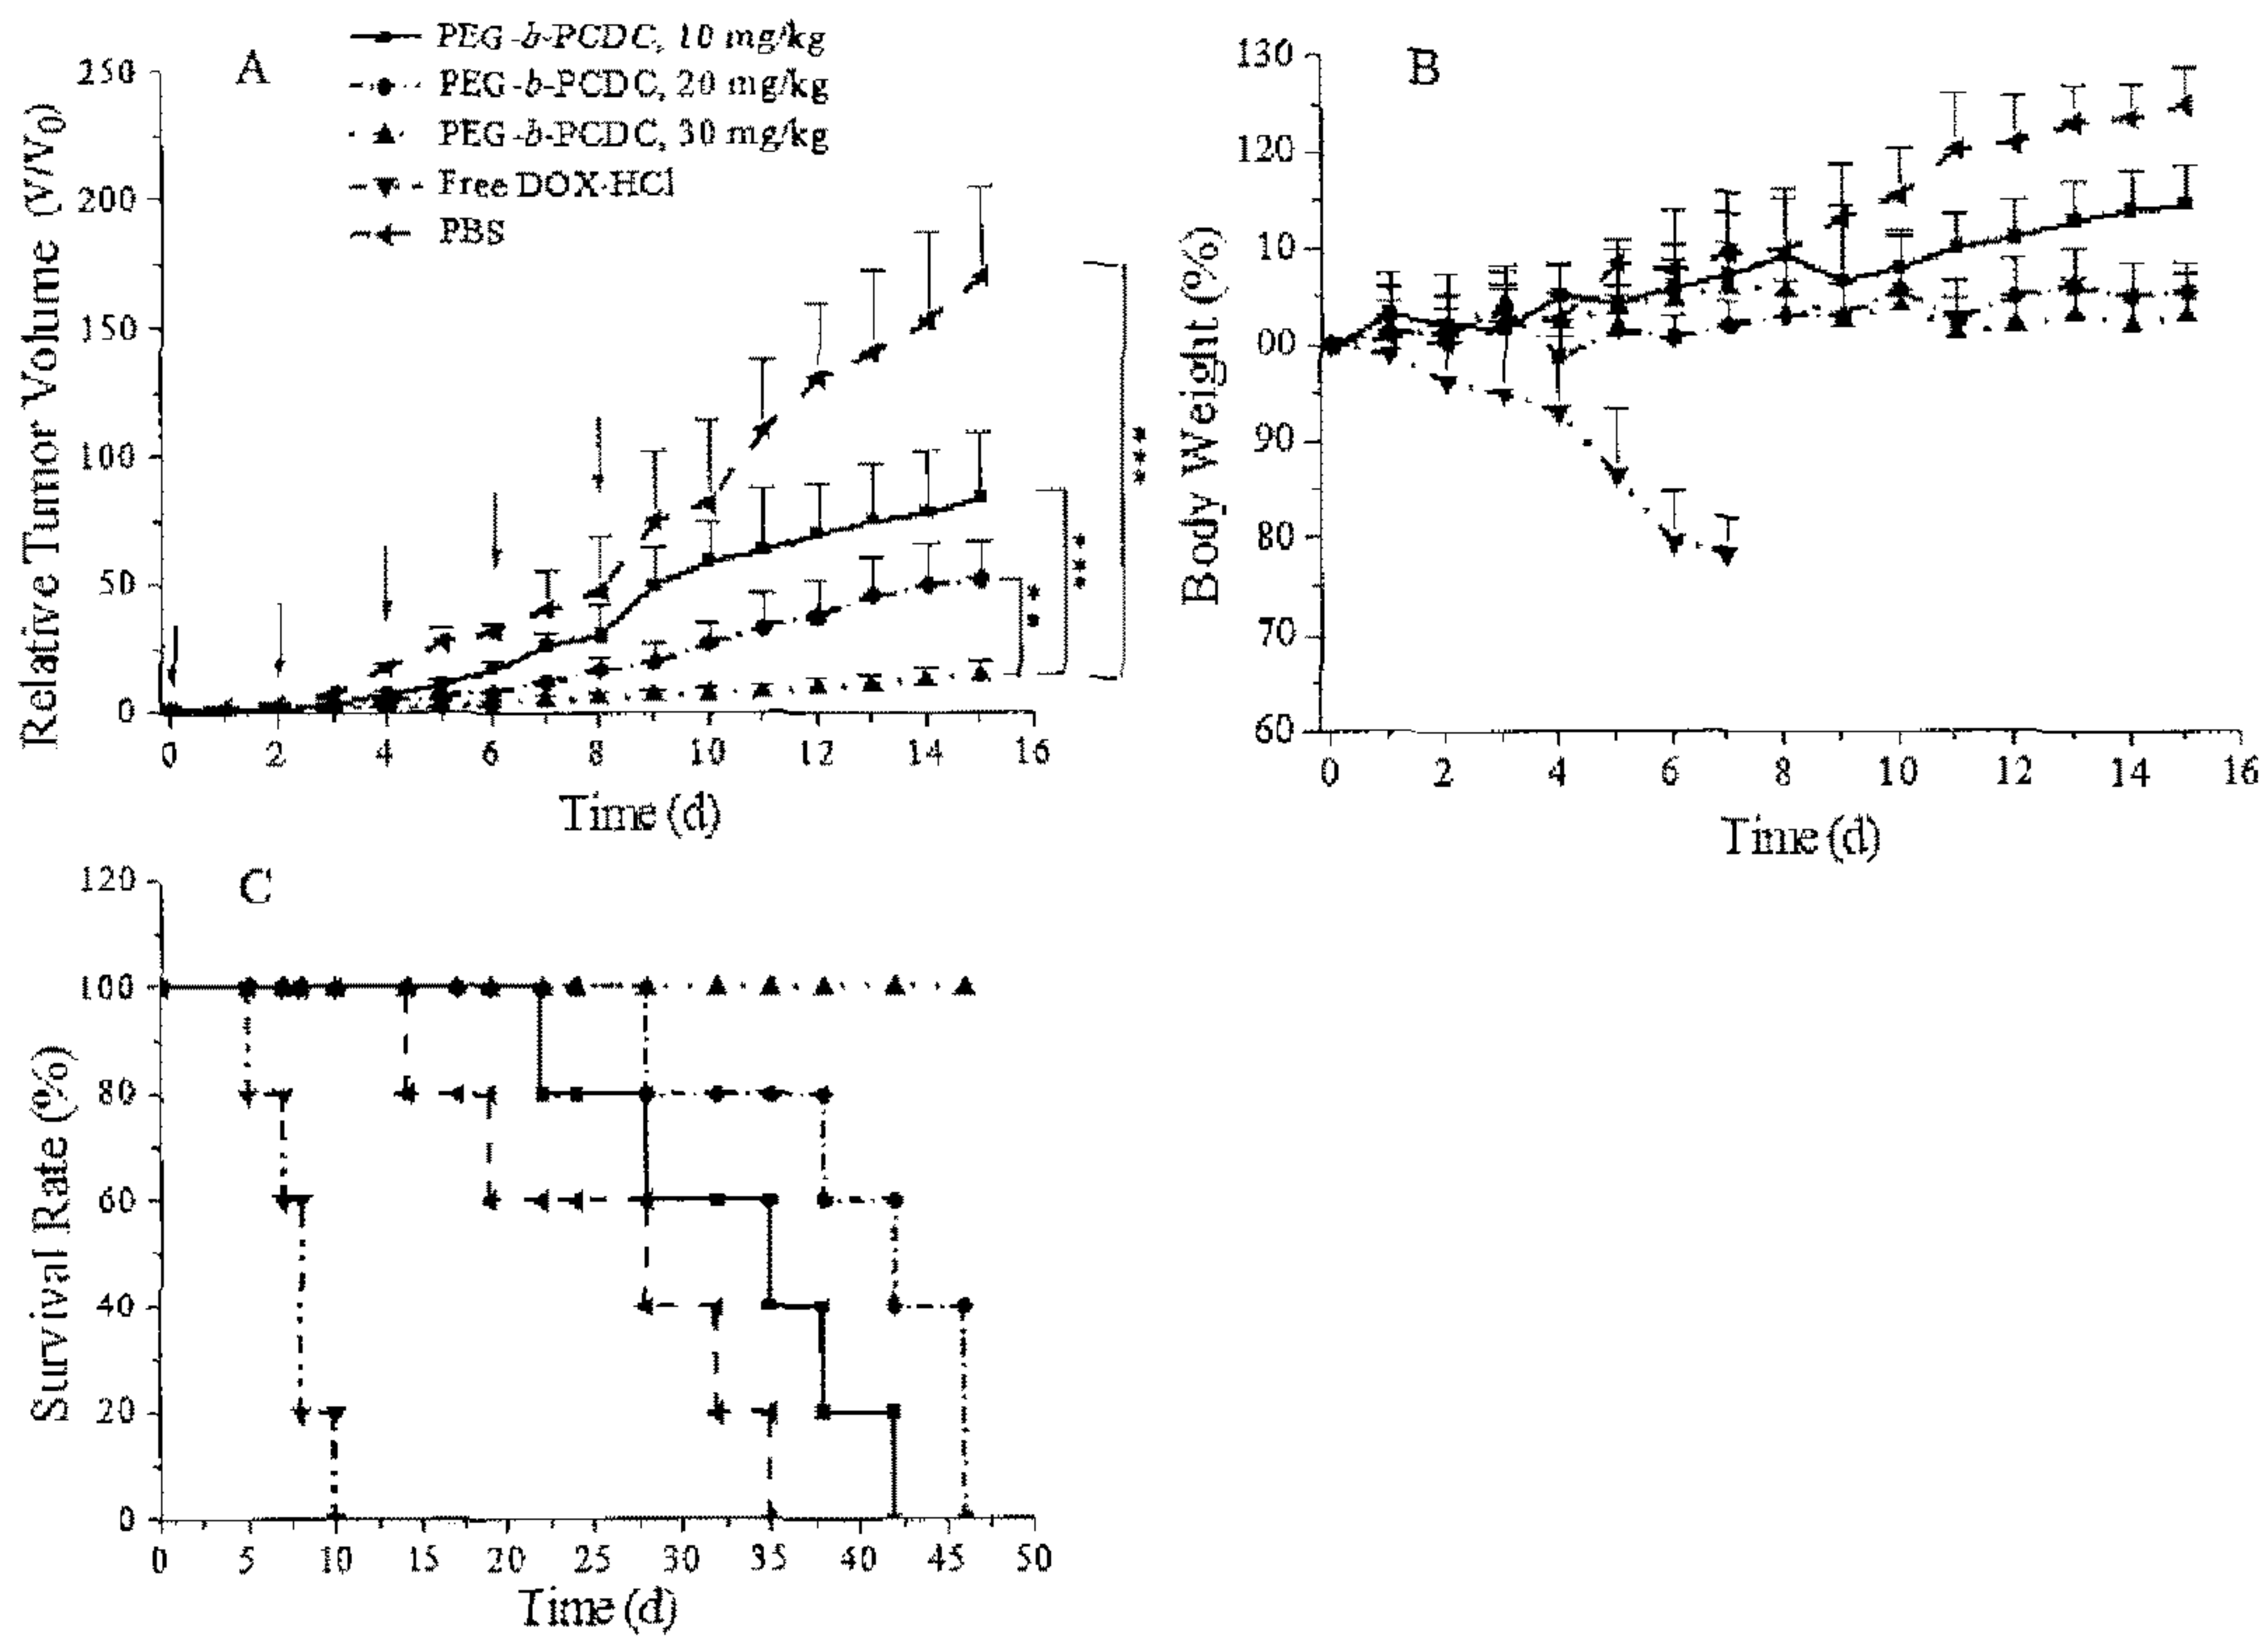 A
PEG-b-PCDC, 10 mg/kg
PEG-b-PCDC, 20 mg/kg
PEG-b-PCDC, 30 mg/kg
Free DOX·HCl
PBS
Relative Tumor Volume (V/V0)
250
200
150
100
50
0
0 2 4 6 8 10 12 14 16
Time (d)
** *** ***
B
Body Weight (%)
130
120
10
00
90
80
70
60
0 2 4 6 8 10 12 14 16
Time (d)
C
Survival Rate (%)
120
100
80
60
40
20
0
0 5 10 15 20 25 30 35 40 45 50
Time (d)